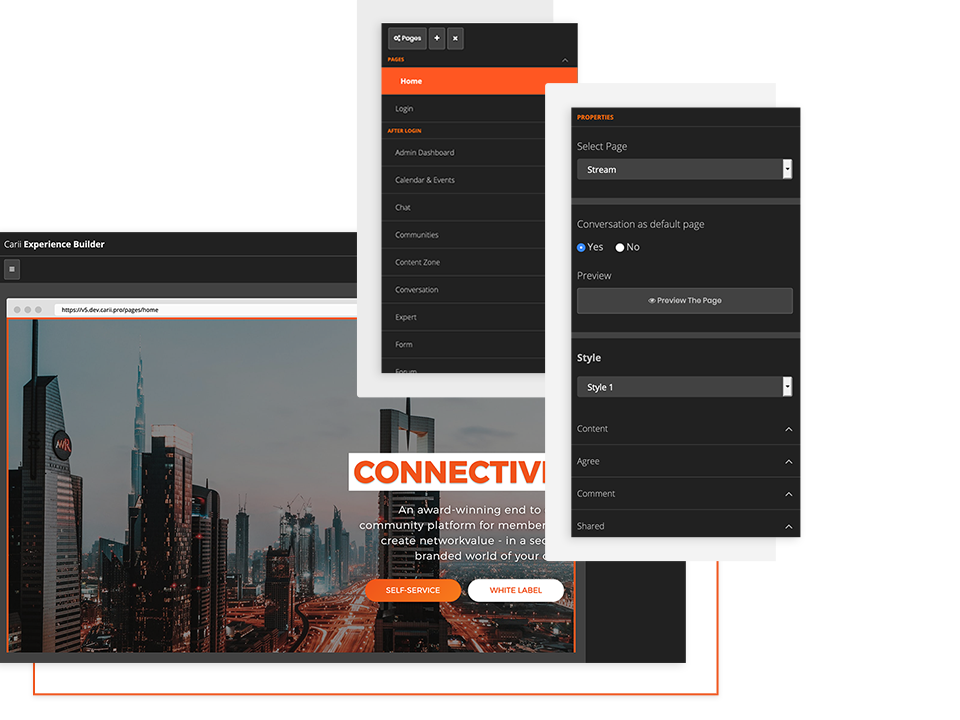 Pages
PAGES
Home
Login
AFTER LOGIN
Admin Dashboard
Calendar & Events
Chat
Communities
Content Zone
Conversation
Expert
Form
Forum
PROPERTIES
Select Page
Stream
Conversation as default page
Yes No
Preview
Preview The Page
Style
Style 1
Content
Agree
Comment
Shared
Carii Experience Builder
https://v5.dev.carii.pro/pages/home
CONNECTIV
An award-winning end to
community platform for member
create networkvalue - in a sec
branded world of your
SELF-SERVICE
WHITE LABEL